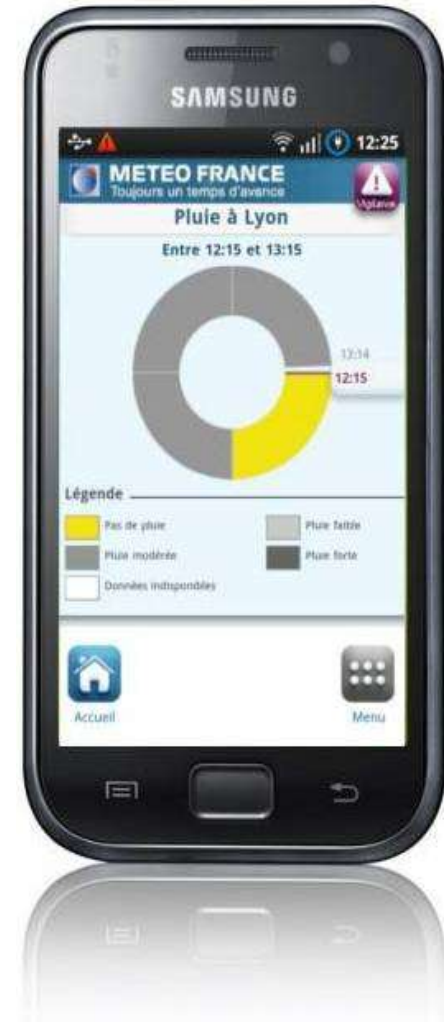 SAMSUNG
12:25
METEO FRANCE
Toujours un temps d'avance
Vigilance
Pluie à Lyon
Entre 12:15 et 13:15
13:14
12:15
Légende
Pas de pluie
Pluie faible
Pluie modérée
Pluie forte
Données indisponibles
Accueil
Menu